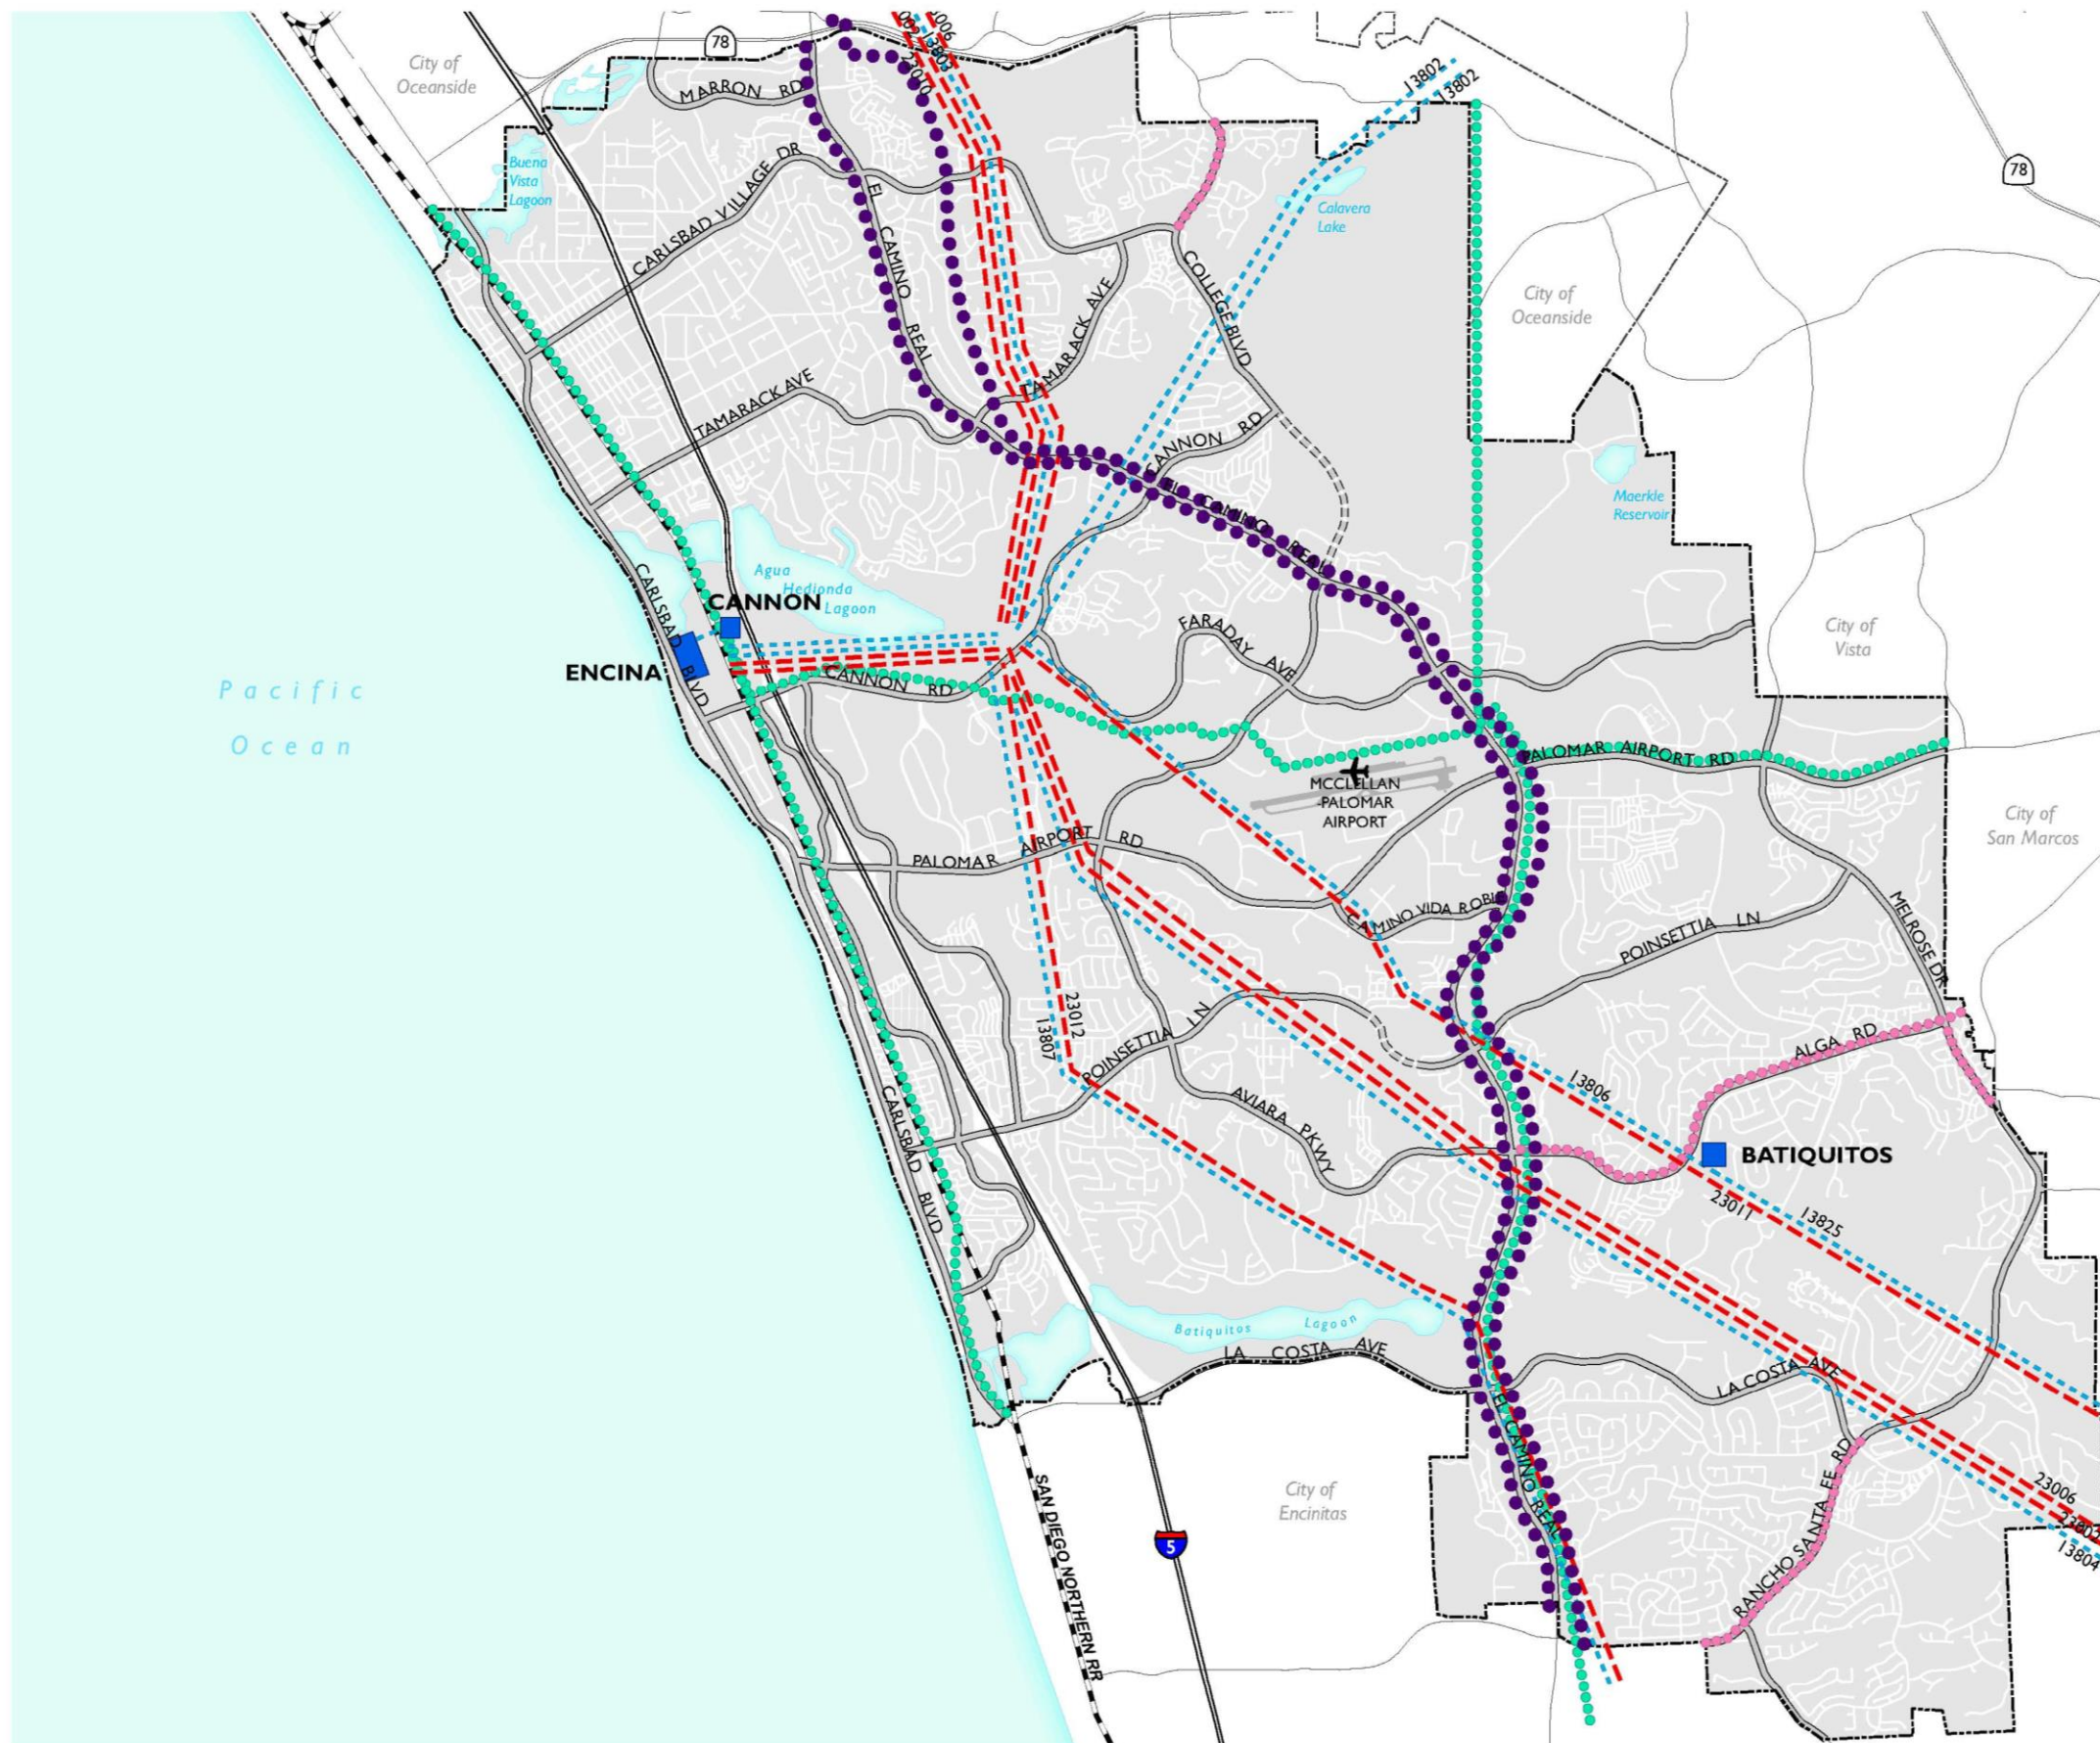 78
City of
Oceanside
MARRON RD
13802
13802
78
Buena
Vista
Lagoon
CARLSBAD VILLAGE DR
EL
CAMINO
REAL
Calavera
Lake
COLLEGE BLVD
City of
Oceanside
TAMARACK AVE
TAMARACK AVE
CANNON RD
EL CAMINO REAL
Maerkle
Reservoir
Agua
Hedionda
Lagoon
CARLSBAD BLVD
CANNON
ENCINA
FARADAY AVE
City of
Vista
CANNON RD
Pacific
Ocean
PALOMAR AIRPORT RD
MCCLELLAN
-PALOMAR
AIRPORT
City of
San Marcos
PALOMAR AIRPORT RD
CAMINO VIDA ROBLE
POINSETTIA LN
MELROSE DR
23012
13807
POINSETTIA LN
ALGA RD
13806
AVIARA PKWY
CARLSBAD BLVD
BATIQUITOS
23011
13825
Batiquitos Lagoon
LA COSTA AVE
LA COSTA AVE
EL CAMINO REAL
RANCHO SANTA FE RD
23006
23802
13804
City of
Encinitas
SAN DIEGO NORTHERN RR
5